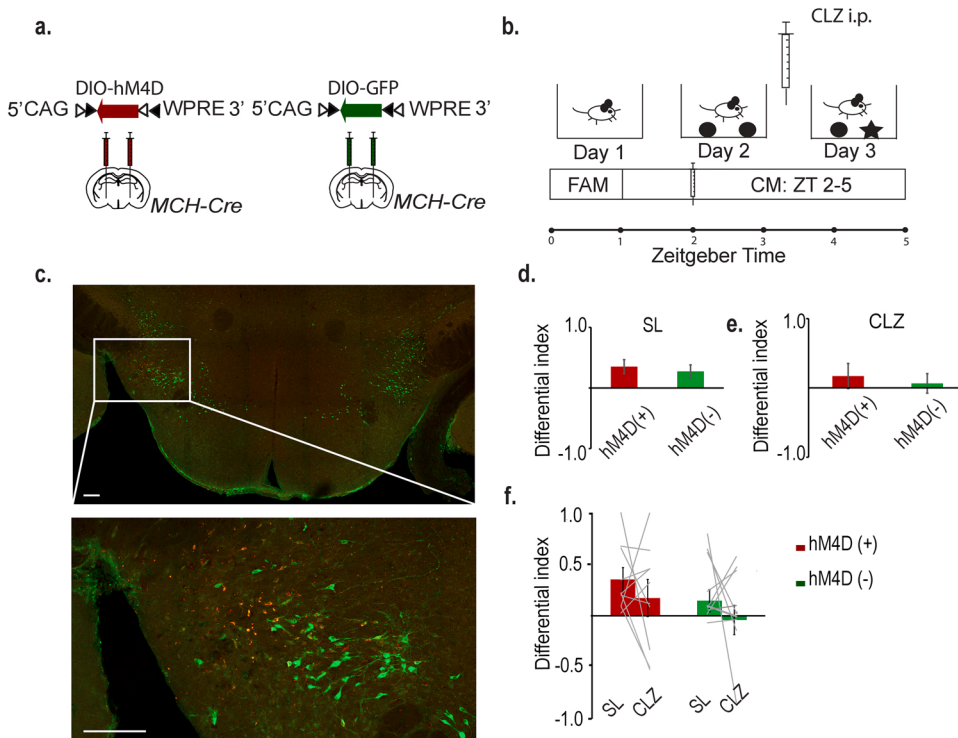 a.
DIO-hM4D
5'CAG WPRE 3'
MCH-Cre
DIO-GFP
5'CAG WPRE 3'
MCH-Cre
b.
CLZ i.p.
Day 1 Day 2 Day 3
FAM CM: ZT 2-5
0 1 2 3 4 5
Zeitgeber Time
c.
d.
SL
Differential index
1.0
0
-1.0
hM4D(+) hM4D(-)
e.
CLZ
Differential index
1.0
0
-1.0
hM4D(+) hM4D(-)
f.
Differential index
1.0
0.5
0
-0.5
-1.0
SL CLZ SL CLZ
hM4D (+)
hM4D (-)